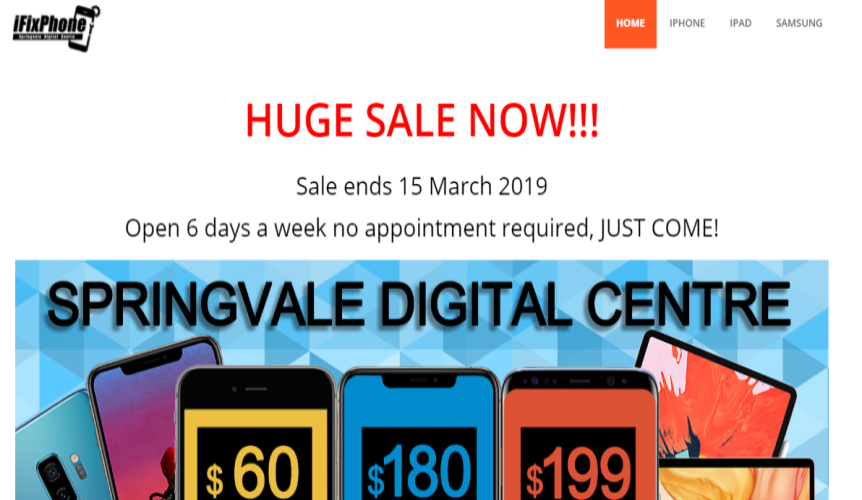 iFixPhone
Springvale Digital Centre
HOME IPHONE IPAD SAMSUNG
HUGE SALE NOW!!!
Sale ends 15 March 2019
Open 6 days a week no appointment required, JUST COME!
SPRINGVALE DIGITAL CENTRE
$ 60 $180 $199